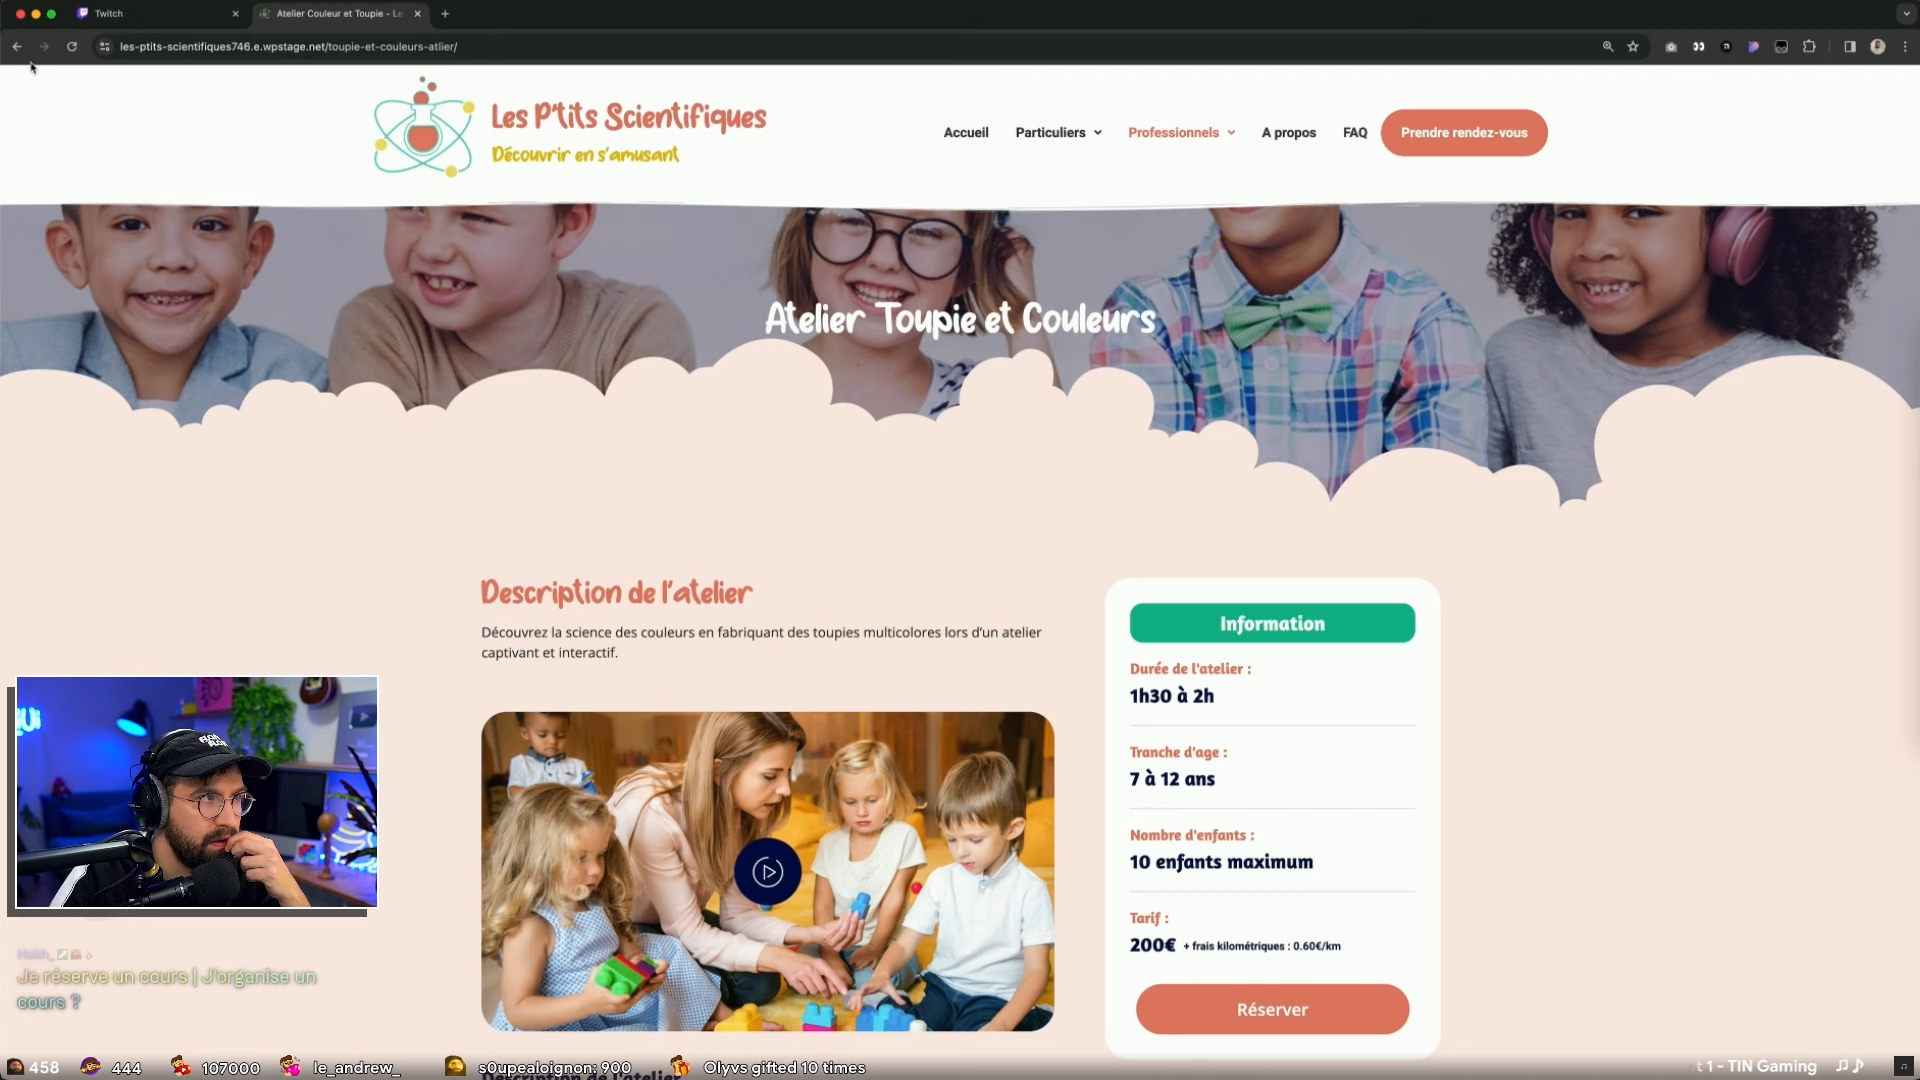 Twitch
Atelier Couleur et Toupie - Le
les-ptits-scientifiques746.e.wpstage.net/toupie-et-couleurs-atlier/
Les P'tits Scientifiques
Découvrir en s'amusant
Accueil
Particuliers
Professionnels
A propos
FAQ
Prendre rendez-vous
Atelier Toupie et Couleurs
Description de l'atelier
Découvrez la science des couleurs en fabriquant des toupies multicolores lors d'un atelier
captivant et interactif.
Information
Durée de l'atelier :
1h30 à 2h
Tranche d'age :
7 à 12 ans
Nombre d'enfants :
10 enfants maximum
Tarif :
200€ + frais kilométriques : 0.60€/km
Réserver
FLON
FLON
Je réserve un cours | J'organise un
cours ?
Description de l'atelier
458
444
107000
le_andrew_
s0upealoignon: 900
Olyvs gifted 10 times
t 1 - TIN Gaming